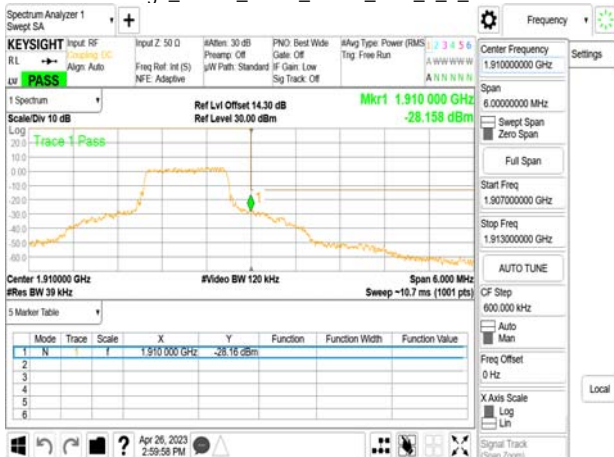 Spectrum Analyzer 1
Swept SA
Frequency
KEYSIGHT Input: RF
RL
Coupling: DC
Align: Auto
LV PASS
Input Z: 50 Ω
Freq Ref: Int (S)
NFE: Adaptive
#Atten: 30 dB
Preamp: Off
µW Path: Standard
PNO: Best Wide
Gate: Off
IF Gain: Low
Sig Track: Off
#Avg Type: Power (RMS
Trig: Free Run
1 2 3 4 5 6
A W W W W W
A N N N N N
1 Spectrum
Scale/Div 10 dB
Ref Lvl Offset 14.30 dB
Ref Level 30.00 dBm
Mkr1 1.910 000 GHz
-28.158 dBm
Log
Trace 1 Pass
20.0
10.0
0.00
-10.0
-20.0
-30.0
-40.0
-50.0
-60.0
1
Center 1.910000 GHz
#Res BW 39 kHz
#Video BW 120 kHz
Span 6.000 MHz
Sweep ~10.7 ms (1001 pts)
5 Marker Table
Mode Trace Scale X Y Function Function Width Function Value
1 N 1 f 1.910 000 GHz -28.16 dBm
2
3
4
5
6
Apr 26, 2023
2:59:58 PM
Center Frequency
1.910000000 GHz
Settings
Span
6.00000000 MHz
Swept Span
Zero Span
Full Span
Start Freq
1.907000000 GHz
Stop Freq
1.913000000 GHz
AUTO TUNE
CF Step
600.000 kHz
Auto
Man
Freq Offset
0 Hz
Local
X Axis Scale
Log
Lin
Signal Track
(Span Zoom)